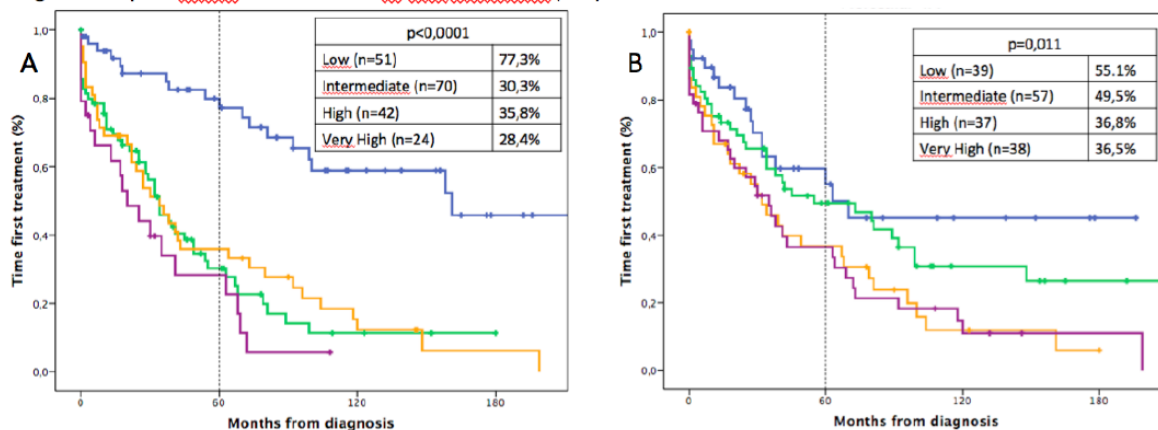 A
p<0,0001
Low (n=51) 77,3%
Intermediate (n=70) 30,3%
High (n=42) 35,8%
Very High (n=24) 28,4%
Time first treatment (%)
1,0
0,8
0,6
0,4
0,2
0,0
0 60 120 180
Months from diagnosis
B
p=0,011
Low (n=39) 55.1%
Intermediate (n=57) 49,5%
High (n=37) 36,8%
Very High (n=38) 36,5%
Time first treatment (%)
1,0
0,8
0,6
0,4
0,2
0,0
0 60 120 180
Months from diagnosis